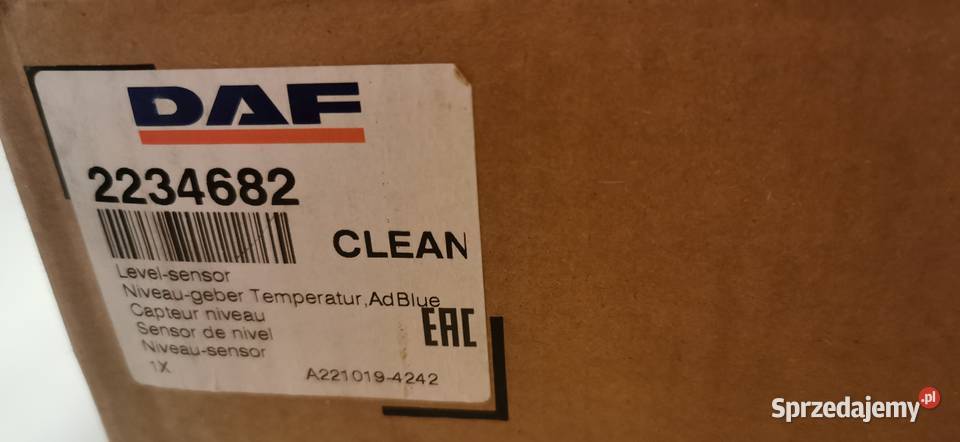 DAF
2234682
CLEAN
Level-sensor
Niveau-geber Temperatur,AdBlue
Capteur niveau
Sensor de nivel
Niveau-sensor
EAC
1X
A221019-4242
Sprzedajemy.pl